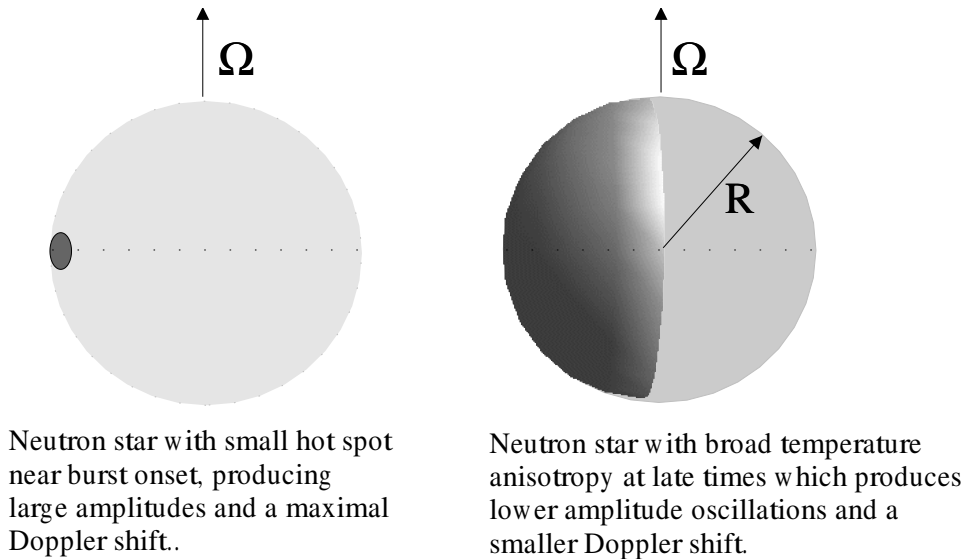 Ω
Ω
R
Neutron star with small hot spot
near burst onset, producing
large amplitudes and a maximal
Doppler shift..
Neutron star with broad temperature
anisotropy at late times which produces
lower amplitude oscillations and a
smaller Doppler shift.